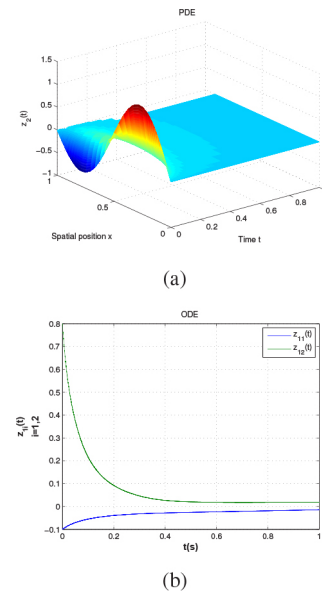 PDE
1.5
1
0.5
0
−0.5
−1
z2(t)
1
0.5
0
Spatial position x
0
0.2
0.4
0.6
0.8
Time t
(a)
ODE
0.8
0.7
0.6
0.5
0.4
0.3
0.2
0.1
0
−0.1
z1i(t)
i=1,2
z11(t)
z12(t)
0
0.2
0.4
0.6
0.8
1
t(s)
(b)